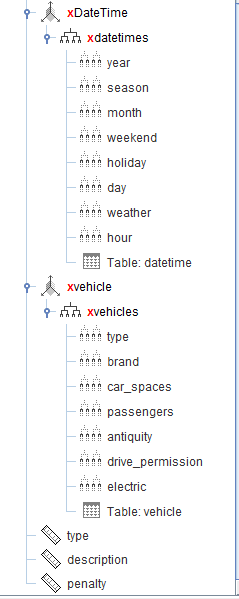 xDateTime
xdatetimes
year
season
month
weekend
holiday
day
weather
hour
Table: datetime
xvehicle
xvehicles
type
brand
car_spaces
passengers
antiquity
drive_permission
electric
Table: vehicle
type
description
penalty